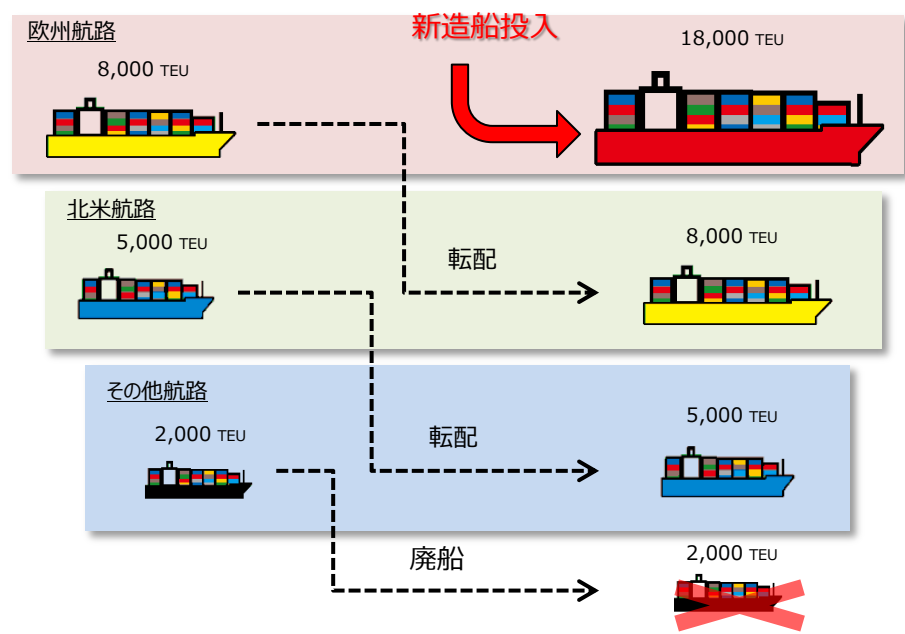 欧州航路
新造船投入
8,000 TEU
18,000 TEU
北米航路
5,000 TEU
転配
8,000 TEU
その他航路
2,000 TEU
転配
5,000 TEU
廃船
2,000 TEU